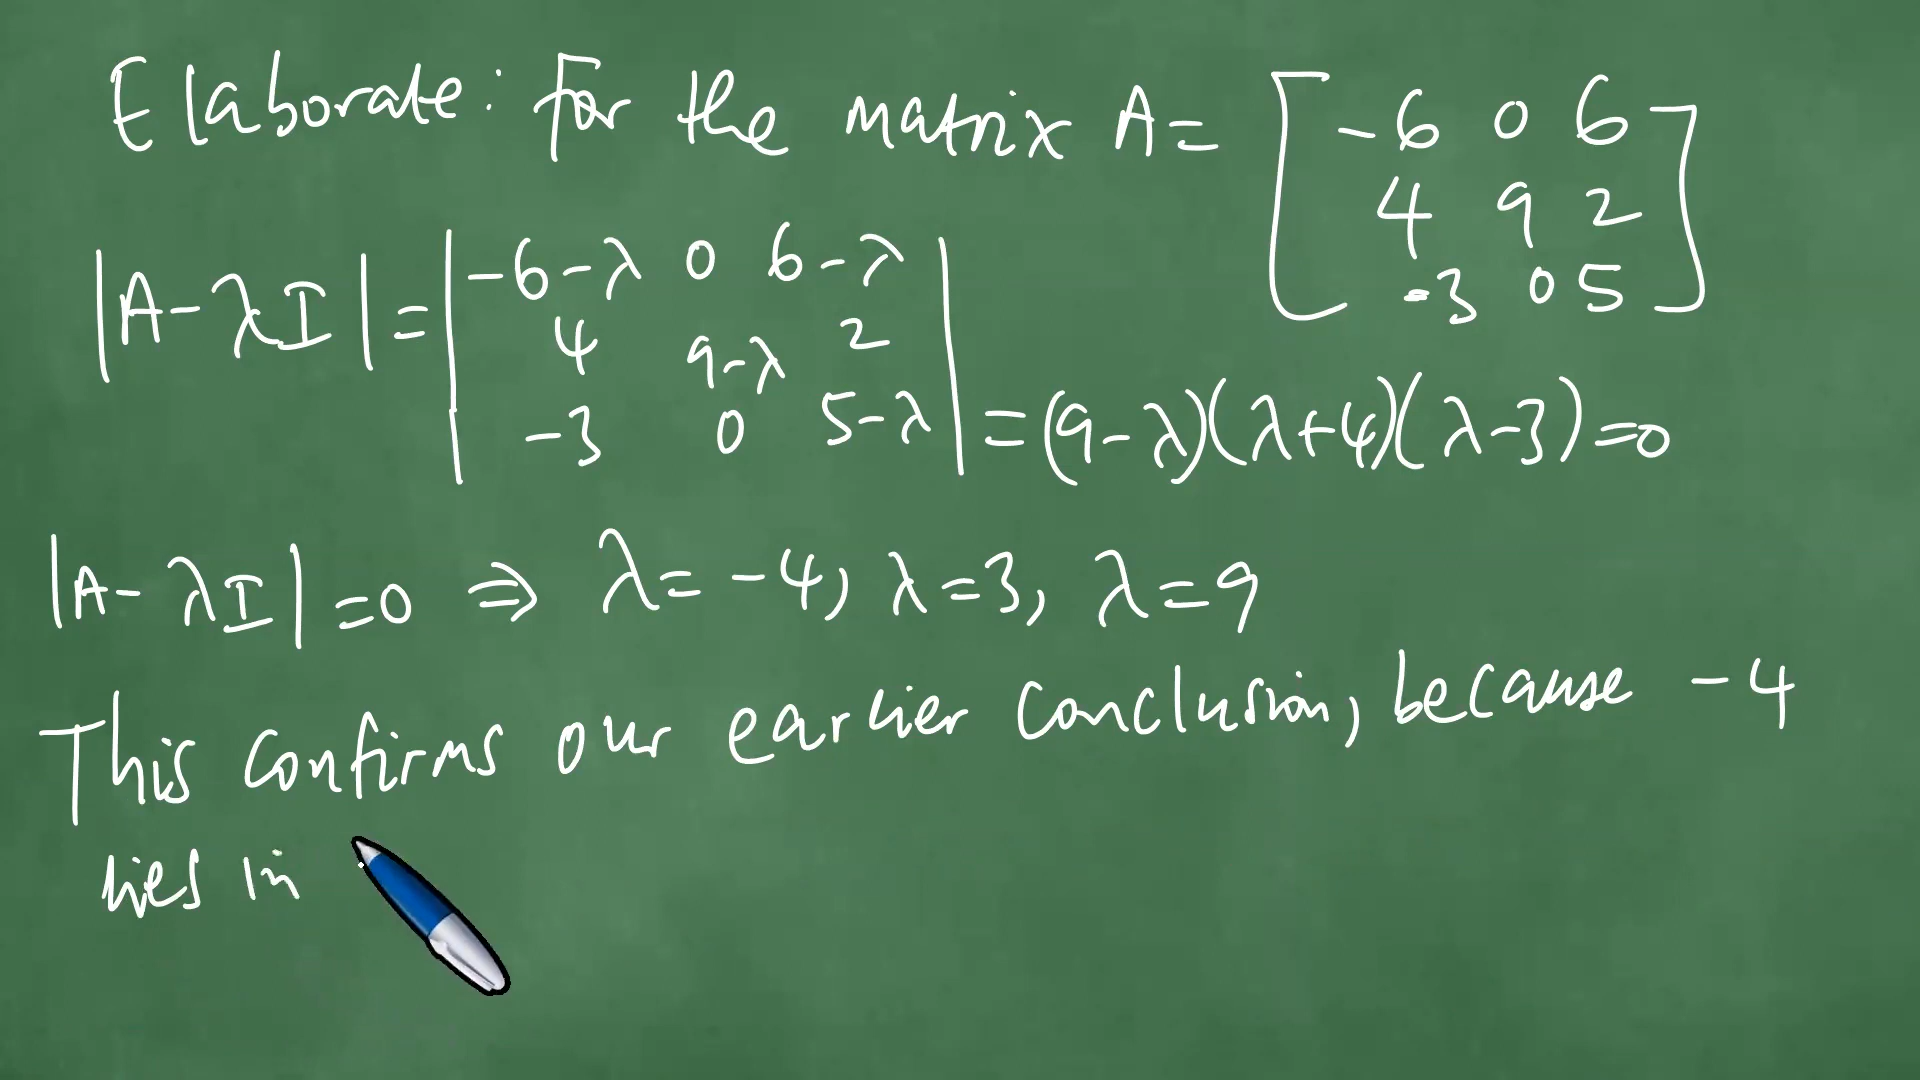 Elaborate: For the matrix A = [ -6 0 6
4 9 2
-3 0 5 ]
|A - λI| = | -6-λ 0 6-λ
4 9-λ 2
-3 0 5-λ | = (9-λ)(λ+4)(λ-3)=0
|A - λI| =0 ⇒ λ = -4, λ = 3, λ = 9
This confirms our earlier conclusion, because -4
lies in